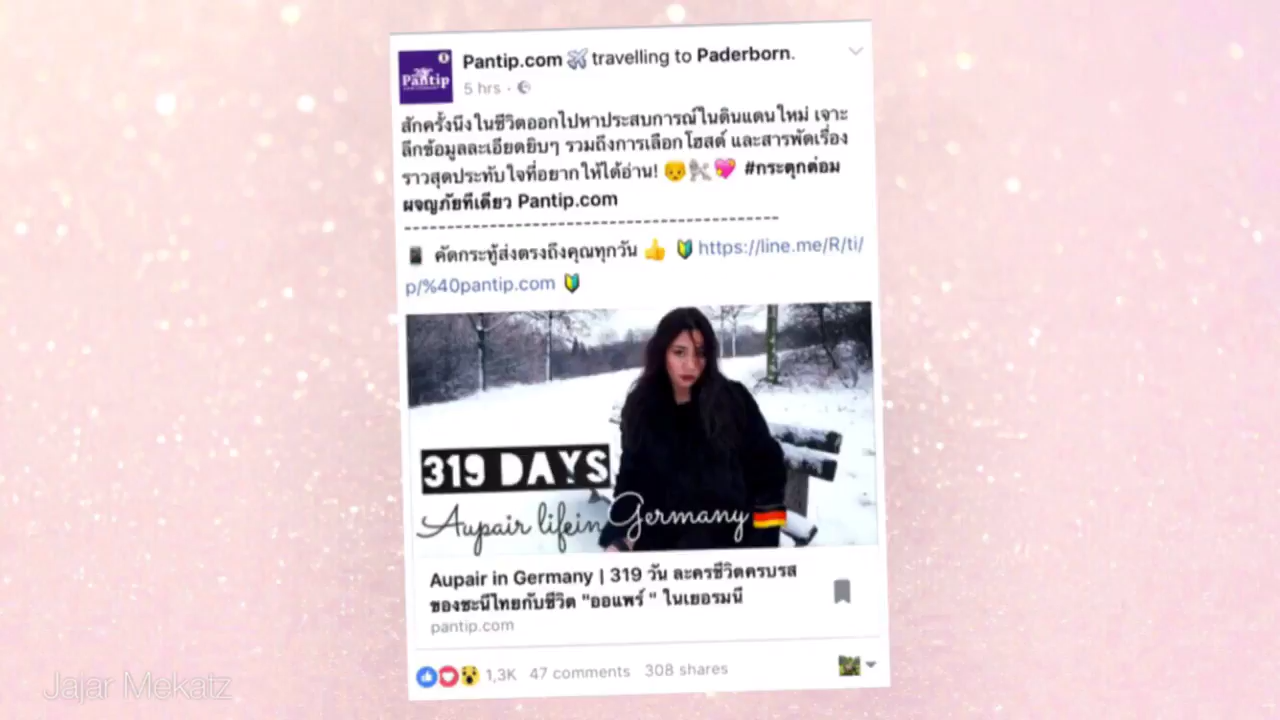 Pantip
Pantip.com ✈️ travelling to Paderborn.
5 hrs ·
สักครั้งนึงในชีวิตออกไปหาประสบการณ์ในดินแดนใหม่ เจาะ
ลึกข้อมูลละเอียดยิบๆ รวมถึงการเลือกโฮสต์ และสารพัดเรื่อง
ราวสุดประทับใจที่อยากให้ได้อ่าน! 👴🐩💖 #กระตุกต่อม
ผจญภัยทีเดียว Pantip.com
-------------------------------------------
📱 คัดกระทู้ส่งตรงถึงคุณทุกวัน 👍 🔰 https://line.me/R/ti/
p/%40pantip.com 🔰
319 DAYS
Aupair lifein Germany 🇩🇪
Aupair in Germany | 319 วัน ละครชีวิตครบรส
ของชะนีไทยกับชีวิต "ออแพร์ " ในเยอรมนี
pantip.com
1,3K 47 comments 308 shares
Jajar Mekatz